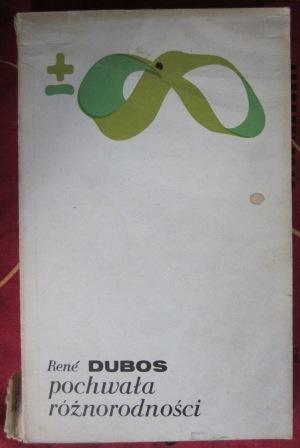 ±∞
René DUBOS
pochwała
różnorodności